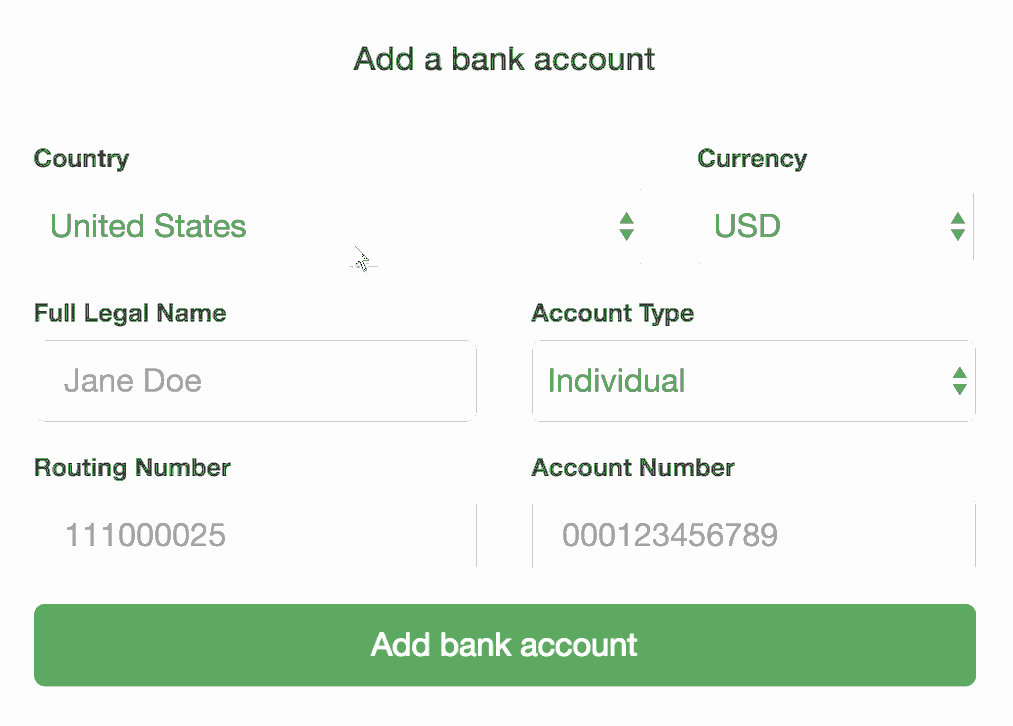 Add a bank account
Country
Currency
United States
USD
Full Legal Name
Account Type
Jane Doe
Individual
Routing Number
Account Number
111000025
000123456789
Add bank account